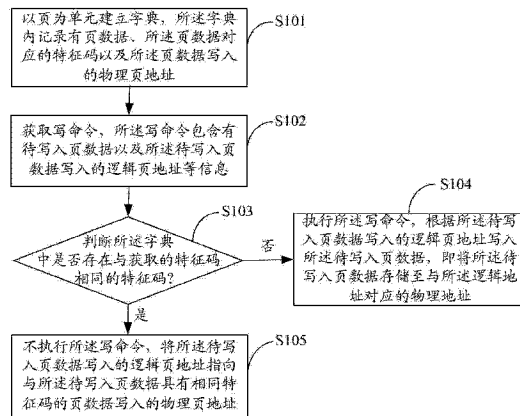 S101
以页为单元建立字典，所述字典
内记录有页数据、所述页数据对
应的特征码以及所述页数据写入
的物理页地址
S102
获取写命令，所述写命令包含有
待写入页数据以及所述待写入页
数据写入的逻辑页地址等信息
S103
判断所述字典
中是否存在与获取的特征码
相同的特征码？
否
S104
执行所述写命令，根据所述待写
入页数据写入的逻辑页地址写入
所述待写入页数据，即将所述待
写入页数据存储至与所述逻辑地
址对应的物理地址
是
S105
不执行所述写命令，将所述待写
入页数据写入的逻辑页地址指向
与所述待写入页数据具有相同特
征码的页数据写入的物理页地址